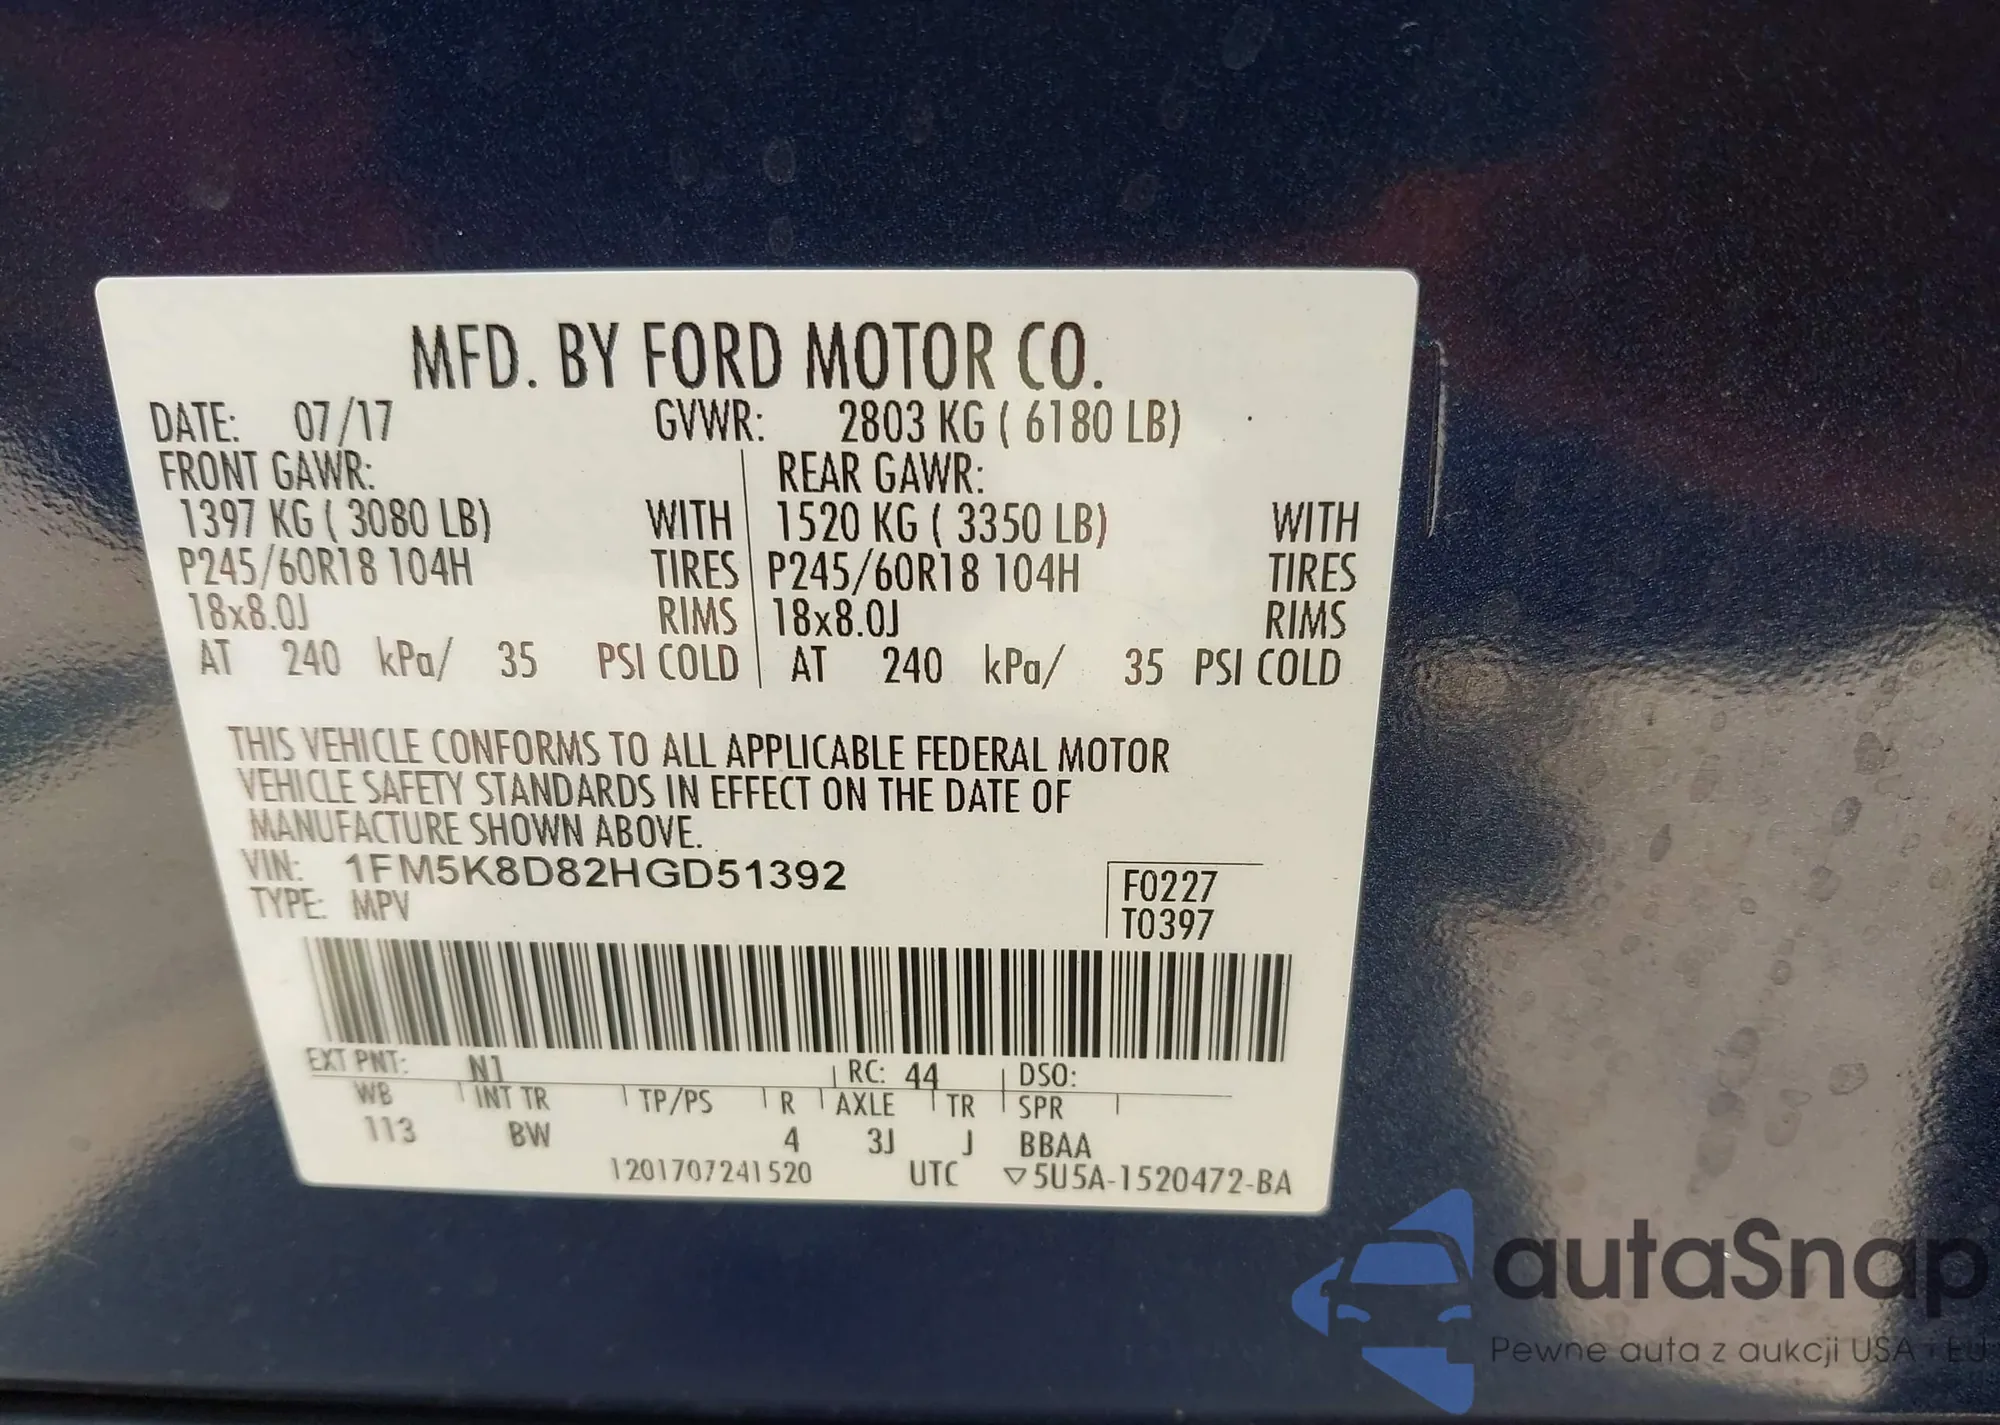 MFD. BY FORD MOTOR CO.
DATE: 07/17 GVWR: 2803 KG ( 6180 LB)
FRONT GAWR: REAR GAWR:
1397 KG ( 3080 LB) WITH 1520 KG ( 3350 LB) WITH
P245/60R18 104H TIRES P245/60R18 104H TIRES
18x8.0J RIMS 18x8.0J RIMS
AT 240 kPa/ 35 PSI COLD AT 240 kPa/ 35 PSI COLD
THIS VEHICLE CONFORMS TO ALL APPLICABLE FEDERAL MOTOR
VEHICLE SAFETY STANDARDS IN EFFECT ON THE DATE OF
MANUFACTURE SHOWN ABOVE.
VIN: 1FM5K8D82HGD51392
TYPE: MPV
F0227
T0397
EXT PNT: N1 RC: 44 DSO:
WB INT TR TP/PS R AXLE TR SPR
113 BW 4 3J J BBAA
1201707241520 UTC ▽5U5A-1520472-BA
autaSnap
Pewne auta z aukcji USA · EU